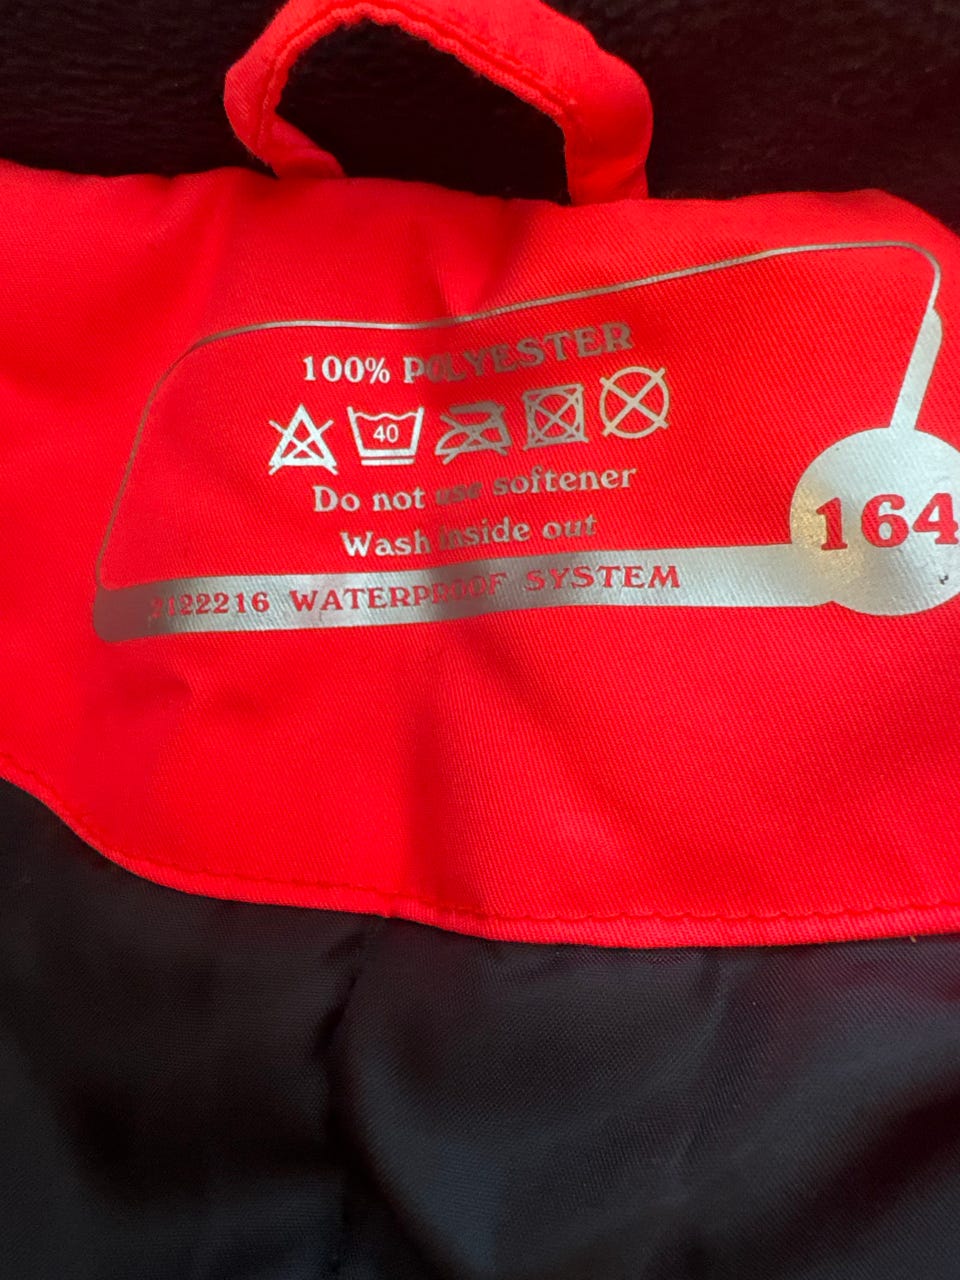 100% POLYESTER
40
Do not use softener
Wash inside out
2122216 WATERPROOF SYSTEM
164